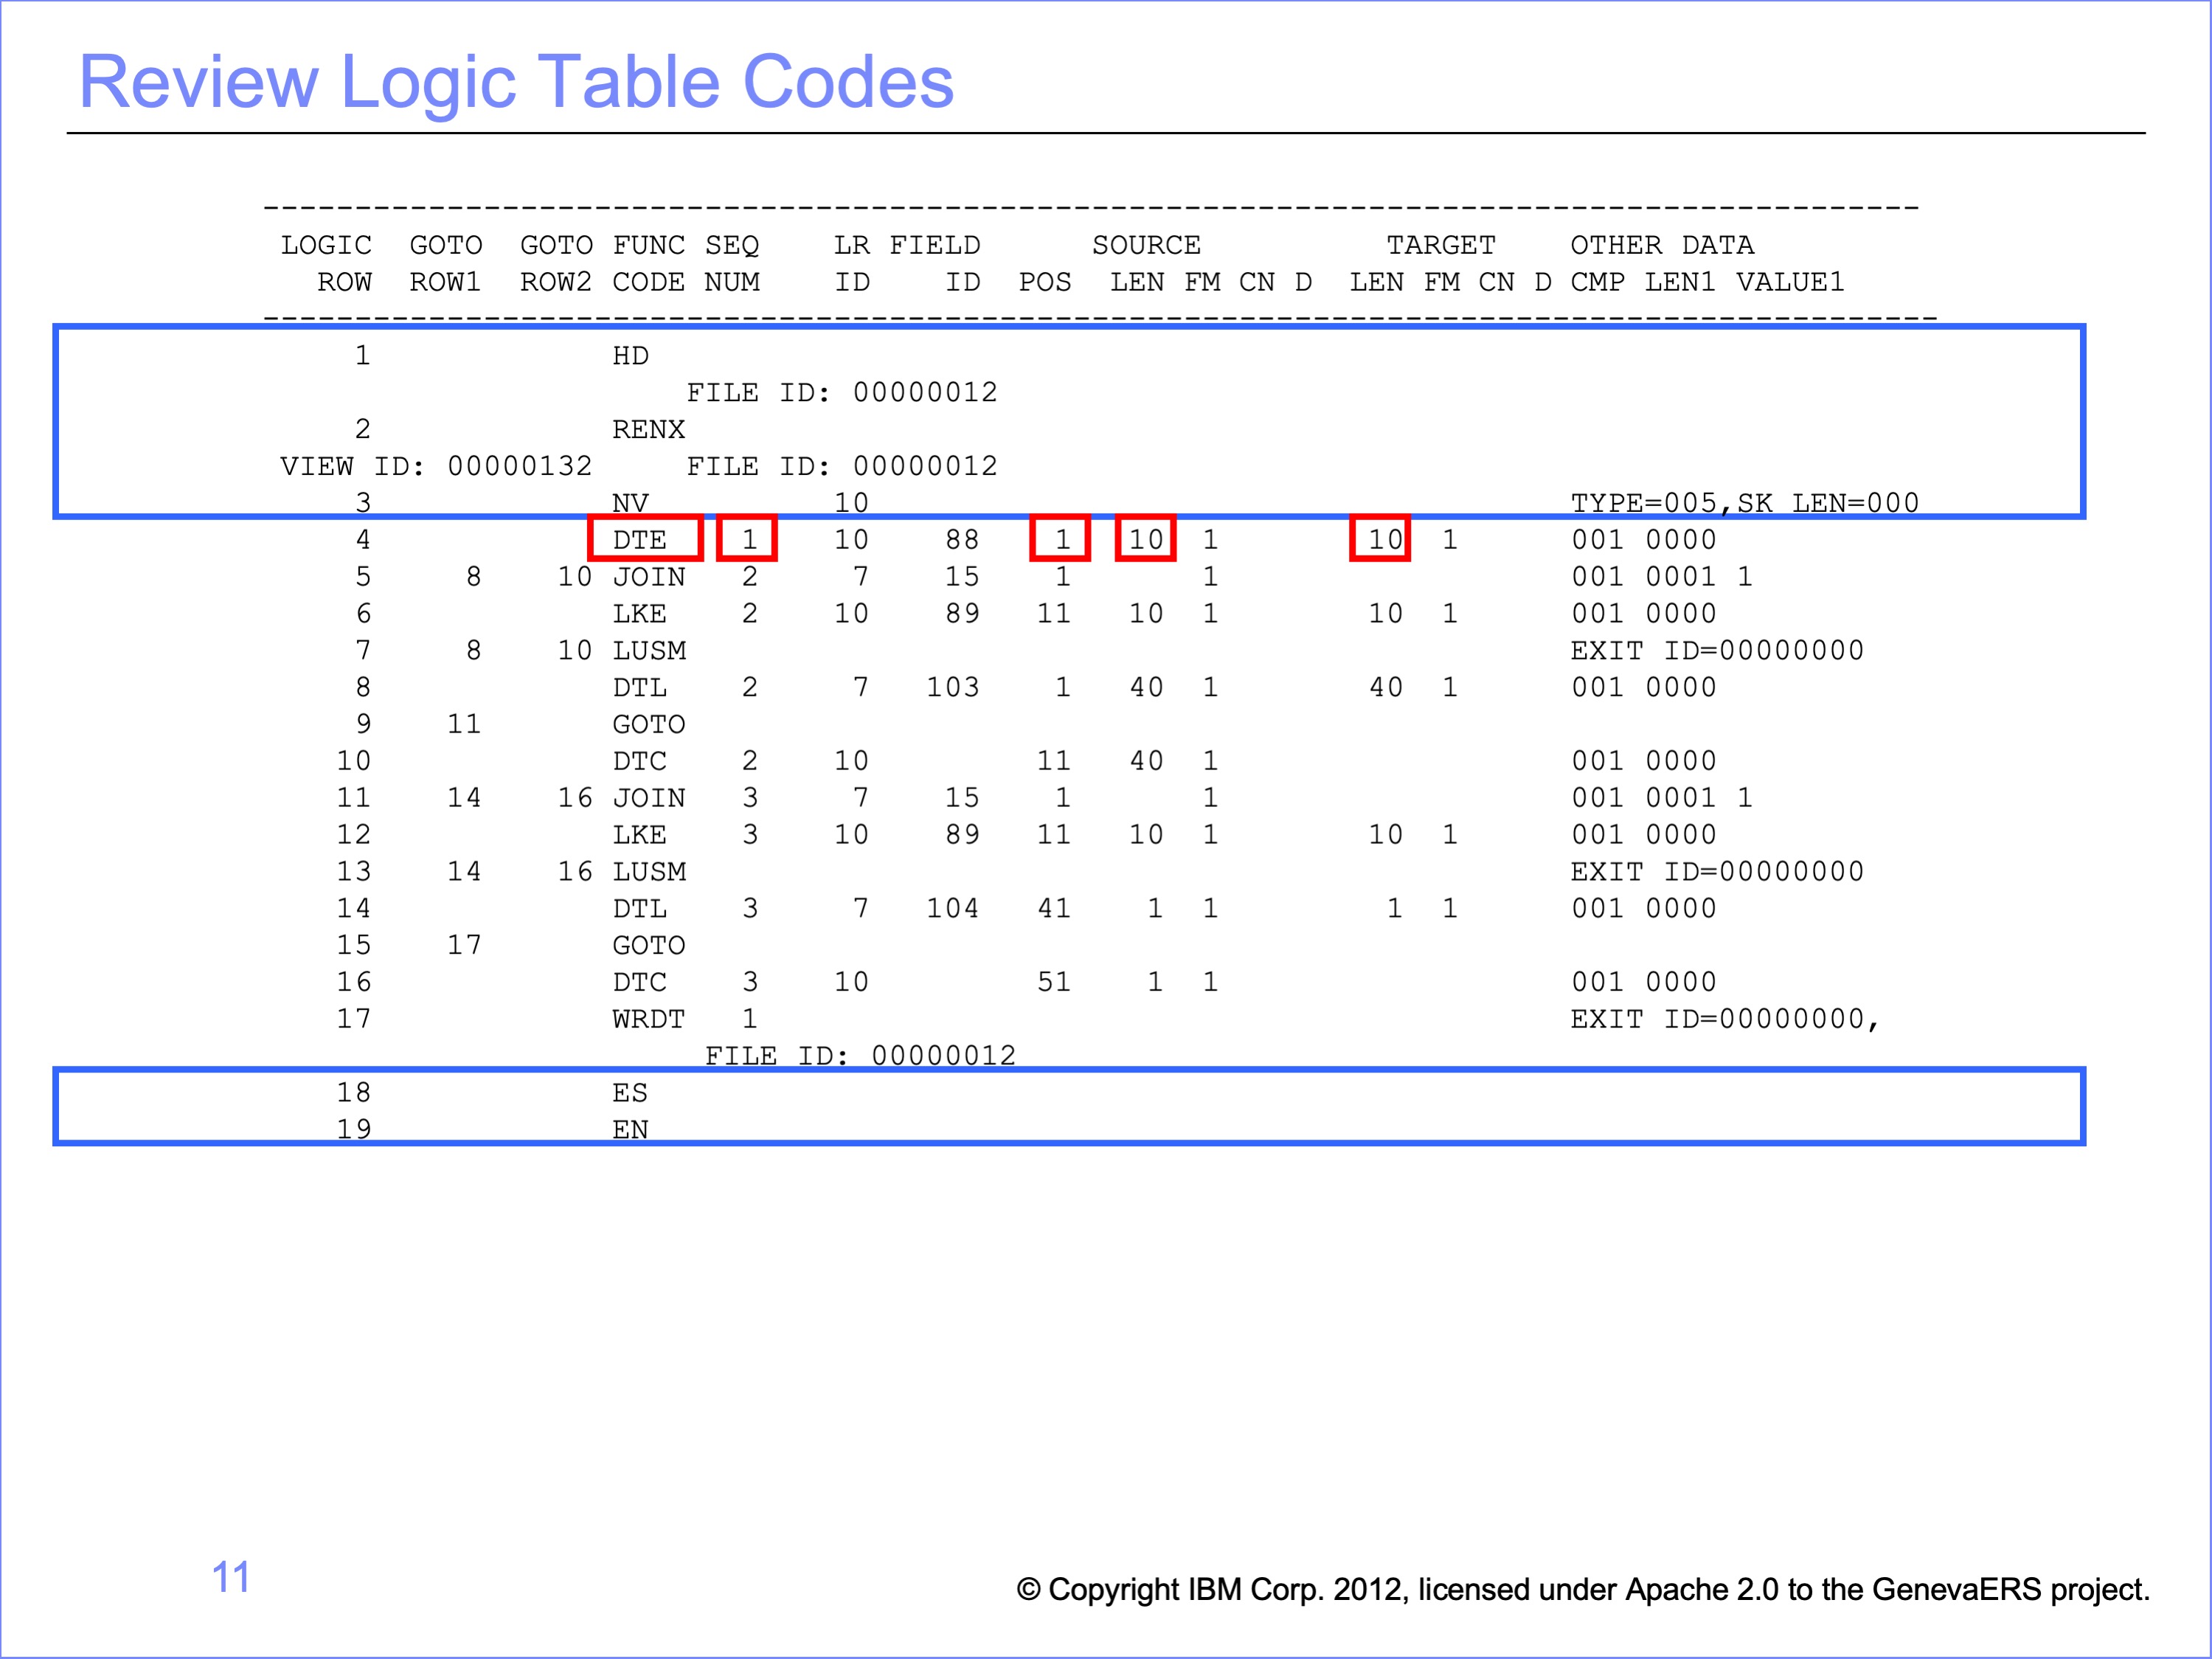 Review Logic Table Codes
------------------------------------------------------------------------------------------
LOGIC  GOTO  GOTO FUNC SEQ    LR FIELD      SOURCE          TARGET    OTHER DATA
ROW  ROW1  ROW2 CODE NUM    ID    ID  POS  LEN FM CN D  LEN FM CN D CMP LEN1 VALUE1
-------------------------------------------------------------------------------------------
1 HD
FILE ID: 00000012
2 RENX
VIEW ID: 00000132     FILE ID: 00000012
3 NV 10 TYPE=005,SK LEN=000
4 DTE 1 10 88 1 10 1 10 1 001 0000
5 8 10 JOIN 2 7 15 1 1 001 0001 1
6 LKE 2 10 89 11 10 1 10 1 001 0000
7 8 10 LUSM EXIT ID=00000000
8 DTL 2 7 103 1 40 1 40 1 001 0000
9 11 GOTO
10 DTC 2 10 11 40 1 001 0000
11 14 16 JOIN 3 7 15 1 1 001 0001 1
12 LKE 3 10 89 11 10 1 10 1 001 0000
13 14 16 LUSM EXIT ID=00000000
14 DTL 3 7 104 41 1 1 1 1 001 0000
15 17 GOTO
16 DTC 3 10 51 1 1 001 0000
17 WRDT 1 EXIT ID=00000000,
FILE ID: 00000012
18 ES
19 EN
11
© Copyright IBM Corp. 2012, licensed under Apache 2.0 to the GenevaERS project.